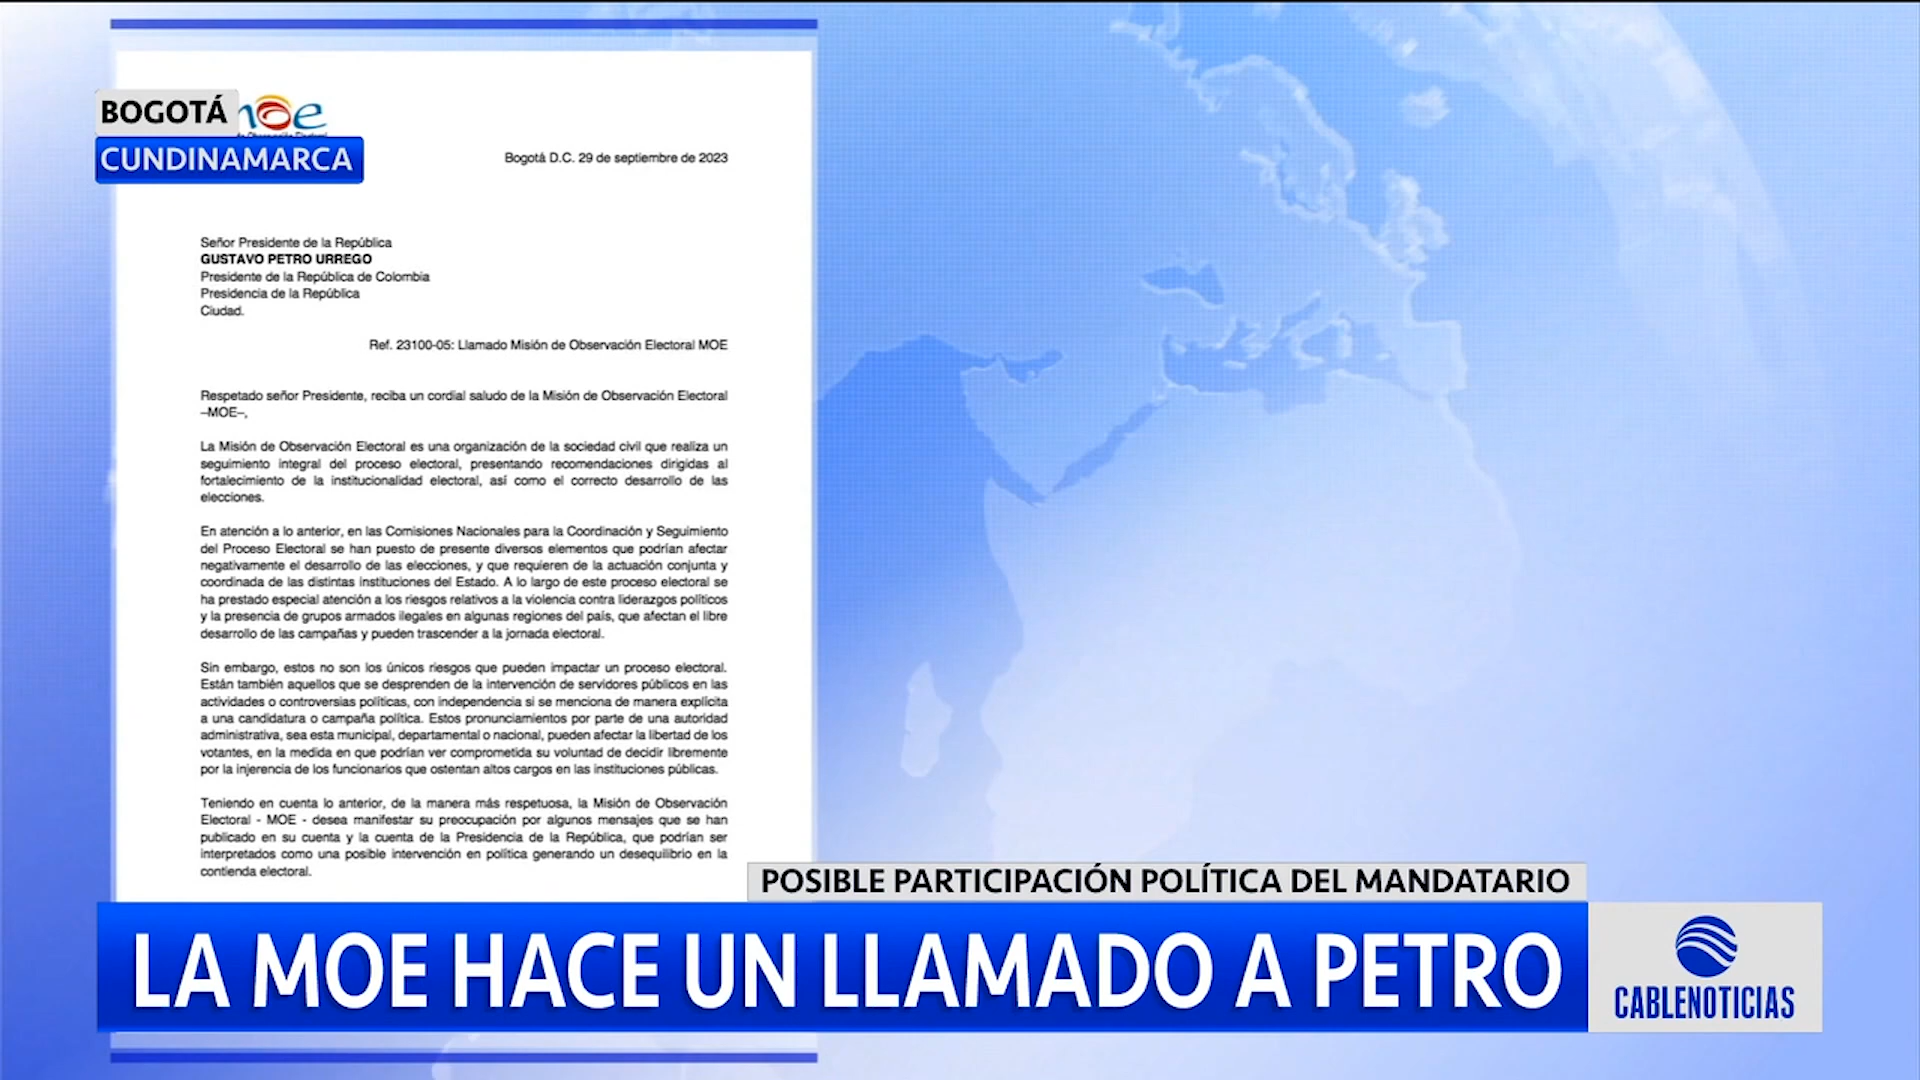 BOGOTÁ
CUNDINAMARCA
Bogotá D.C. 29 de septiembre de 2023
Señor Presidente de la República
GUSTAVO PETRO URREGO
Presidente de la República de Colombia
Presidencia de la República
Ciudad.
Ref. 23100-05: Llamado Misión de Observación Electoral MOE
Respetado señor Presidente, reciba un cordial saludo de la Misión de Observación Electoral
–MOE–,
La Misión de Observación Electoral es una organización de la sociedad civil que realiza un
seguimiento integral del proceso electoral, presentando recomendaciones dirigidas al
fortalecimiento de la institucionalidad electoral, así como el correcto desarrollo de las
elecciones.
En atención a lo anterior, en las Comisiones Nacionales para la Coordinación y Seguimiento
del Proceso Electoral se han puesto de presente diversos elementos que podrían afectar
negativamente el desarrollo de las elecciones, y que requieren de la actuación conjunta y
coordinada de las distintas instituciones del Estado. A lo largo de este proceso electoral se
ha prestado especial atención a los riesgos relativos a la violencia contra liderazgos políticos
y la presencia de grupos armados ilegales en algunas regiones del país, que afectan el libre
desarrollo de las campañas y pueden trascender a la jornada electoral.
Sin embargo, estos no son los únicos riesgos que pueden impactar un proceso electoral.
Están también aquellos que se desprenden de la intervención de servidores públicos en las
actividades o controversias políticas, con independencia si se menciona de manera explícita
a una candidatura o campaña política. Estos pronunciamientos por parte de una autoridad
administrativa, sea esta municipal, departamental o nacional, pueden afectar la libertad de los
votantes, en la medida en que podrían ver comprometida su voluntad de decidir libremente
por la injerencia de los funcionarios que ostentan altos cargos en las instituciones públicas.
Teniendo en cuenta lo anterior, de la manera más respetuosa, la Misión de Observación
Electoral - MOE - desea manifestar su preocupación por algunos mensajes que se han
publicado en su cuenta y la cuenta de la Presidencia de la República, que podrían ser
interpretados como una posible intervención en política generando un desequilibrio en la
contienda electoral.
POSIBLE PARTICIPACIÓN POLÍTICA DEL MANDATARIO
LA MOE HACE UN LLAMADO A PETRO
CABLENOTICIAS